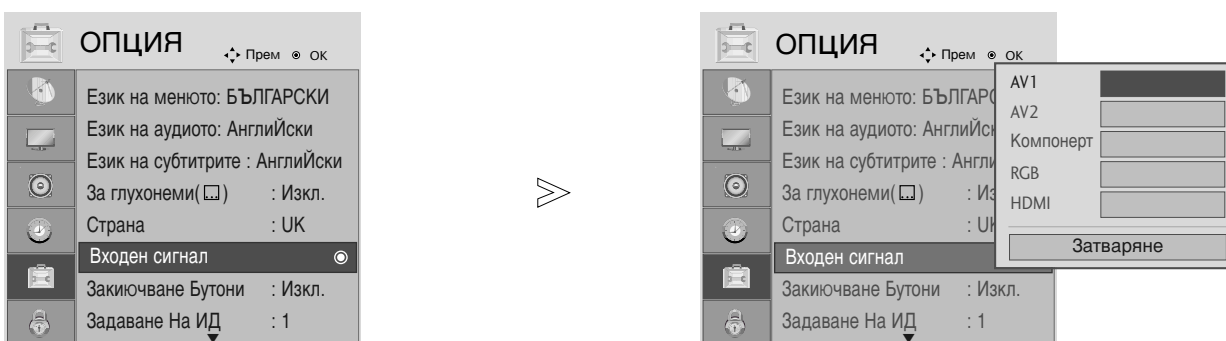 ОПЦИЯ
Прем ОК
Език на менюто: БЪЛГАРСКИ
Език на аудиото: АнглиЙски
Език на субтитрите : АнглиЙски
За глухонеми( ) : Изкл.
Страна : UK
Входен сигнал
Закиючване Бутони : Изкл.
Задаване На ИД : 1
ОПЦИЯ
Прем ОК
Език на менюто: БЪЛГАРС
Език на аудиото: АнглиЙск
Език на субтитрите : Англи
За глухонеми( ) : Из
Страна : UK
Входен сигнал
Закиючване Бутони : Изкл.
Задаване На ИД : 1
AV1
AV2
Компонерт
RGB
HDMI
Затваряне